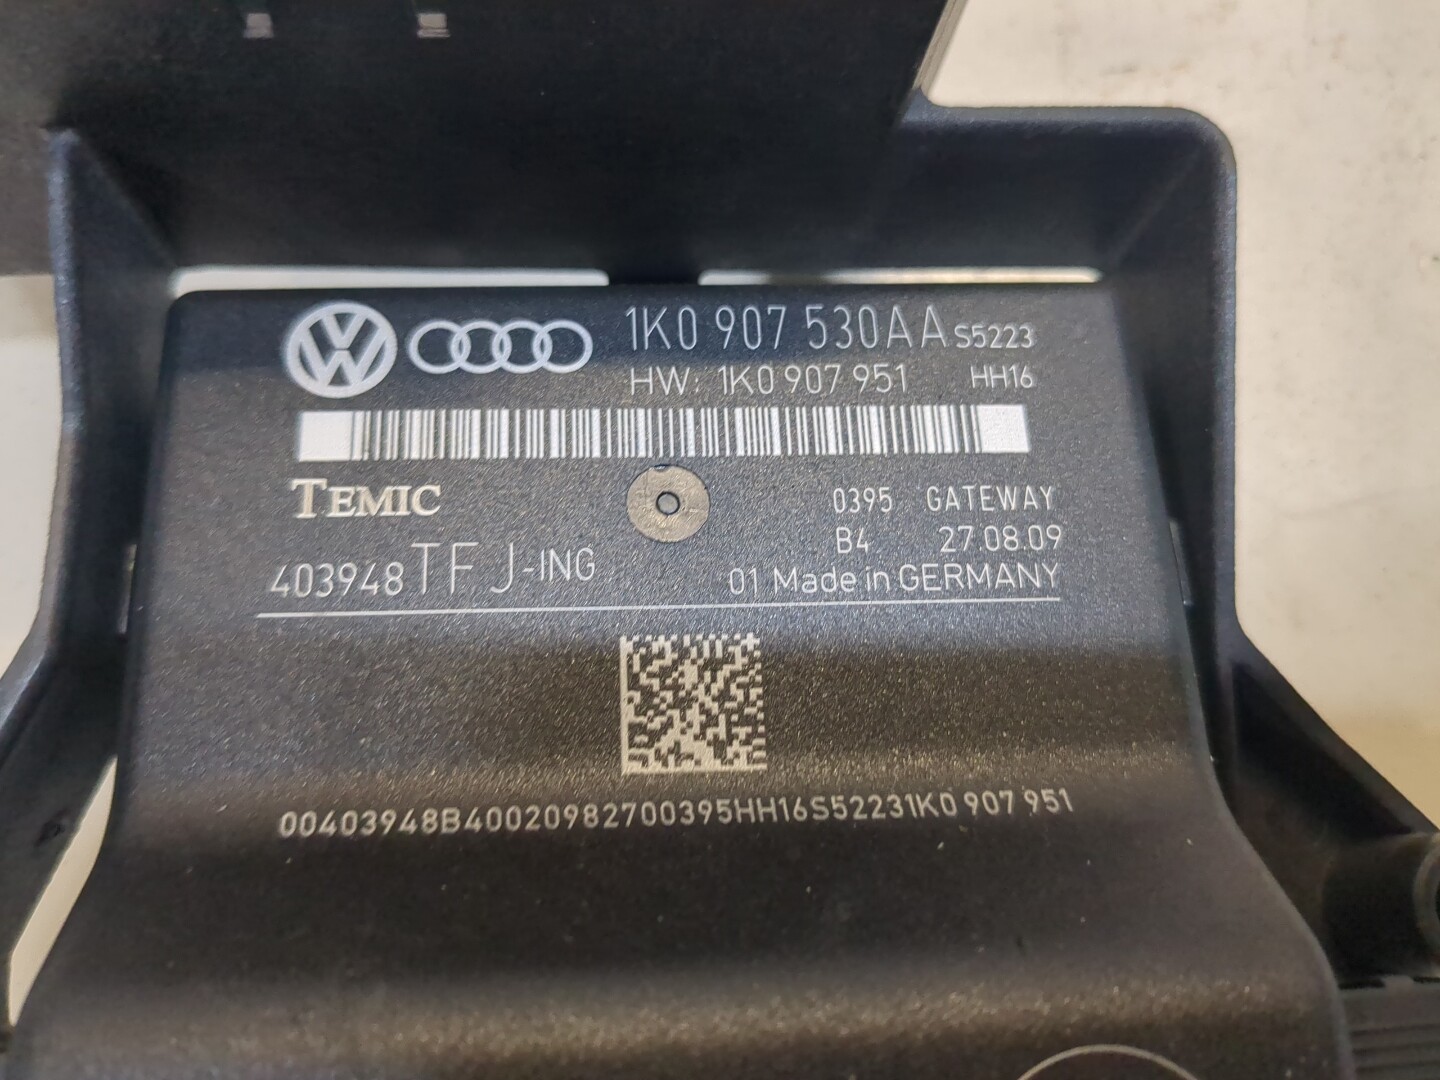 1K0 907 530AA S5223
HW: 1K0 907 951 HH16
TEMIC
0395 GATEWAY
B4 27.08.09
403948TFJ-ING
01 Made in GERMANY
00403948B40020982700395HH16S52231K0 907 951